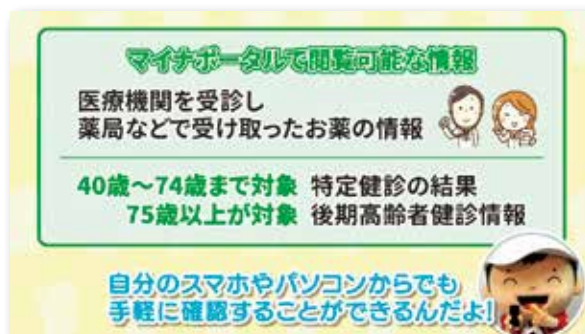 マイナポータルで閲覧可能な情報
医療機関を受診し
薬局などで受け取ったお薬の情報
40歳～74歳まで対象 特定健診の結果
75歳以上が対象 後期高齢者健診情報
自分のスマホやパソコンからでも
手軽に確認することができるんだよ!